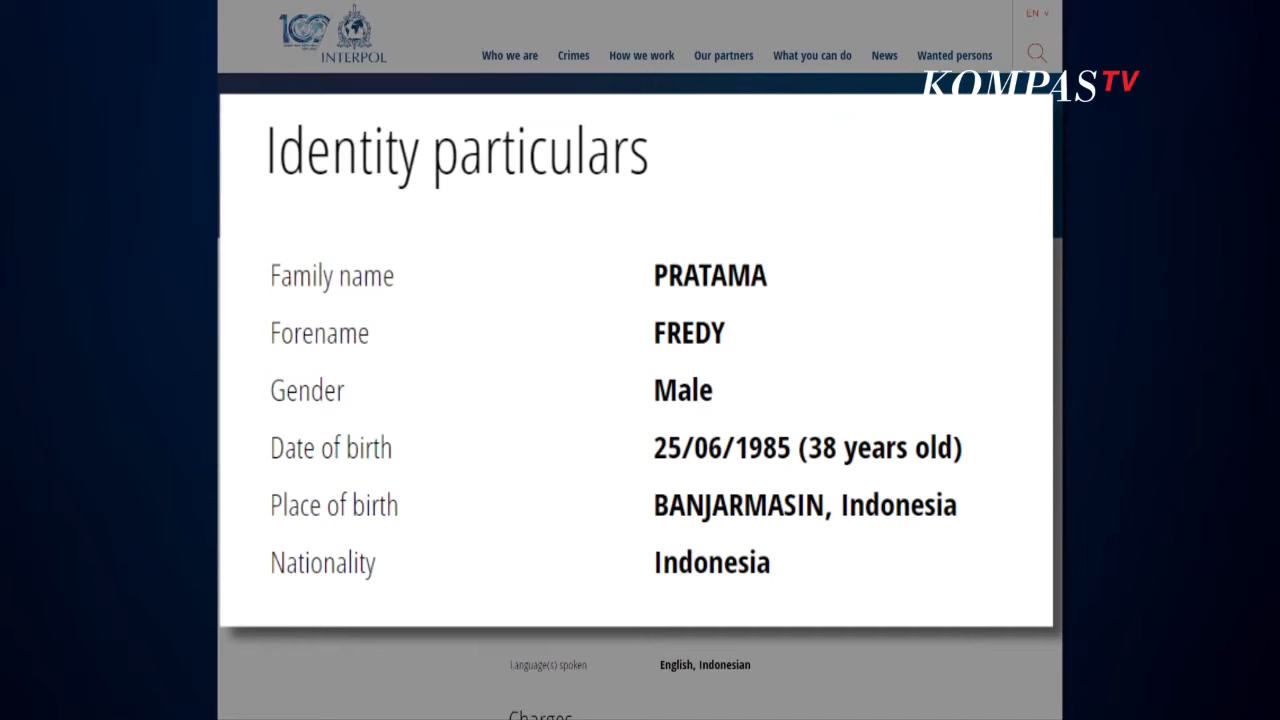 100
INTERPOL
EN
Who we are Crimes How we work Our partners What you can do News Wanted persons
KOMPAS TV
Identity particulars
Family name PRATAMA
Forename FREDY
Gender Male
Date of birth 25/06/1985 (38 years old)
Place of birth BANJARMASIN, Indonesia
Nationality Indonesia
Language(s) spoken English, Indonesian
Charges